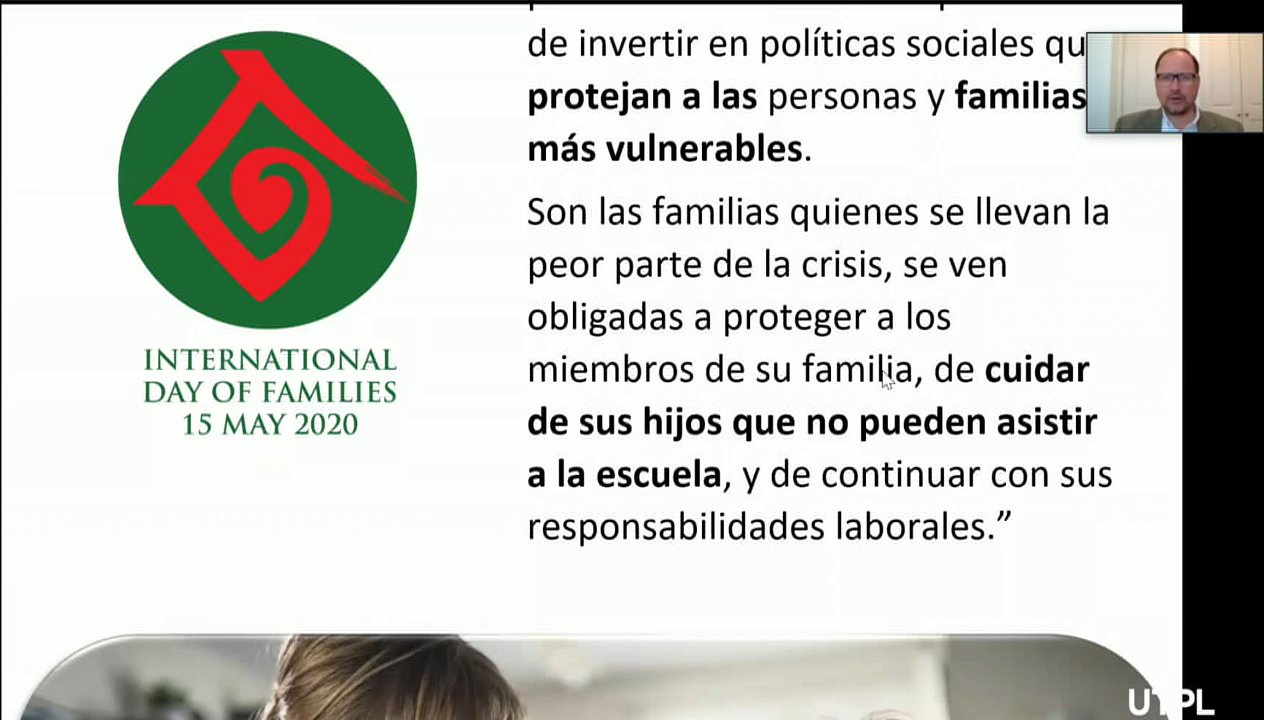 de invertir en políticas sociales qu
protejan a las personas y familias
más vulnerables.
Son las familias quienes se llevan la
peor parte de la crisis, se ven
obligadas a proteger a los
miembros de su familia, de cuidar
de sus hijos que no pueden asistir
a la escuela, y de continuar con sus
responsabilidades laborales.”
INTERNATIONAL
DAY OF FAMILIES
15 MAY 2020
UTPL